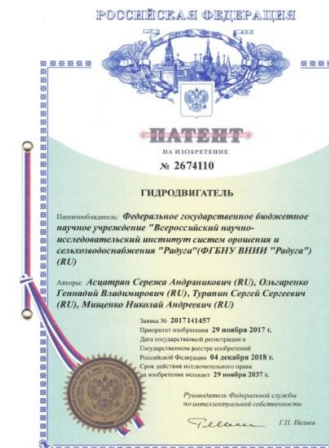 РОССИЙСКАЯ ФЕДЕРАЦИЯ
ПАТЕНТ
НА ИЗОБРЕТЕНИЕ
№ 2674110
ГИДРОДВИГАТЕЛЬ
Патентообладатель: Федеральное государственное бюджетное
научное учреждение "Всероссийский научно-
исследовательский институт систем орошения и
сельхозводоснабжения "Радуга"(ФГБНУ ВНИИ "Радуга")
(RU)
Авторы: Асцатрян Сережа Андраникович (RU), Ольгаренко
Геннадий Владимирович (RU), Турапин Сергей Сергеевич
(RU), Мищенко Николай Андреевич (RU)
Заявка № 2017141457
Приоритет изобретения 29 ноября 2017 г.
Дата государственной регистрации в
Государственном реестре изобретений
Российской Федерации 04 декабря 2018 г.
Срок действия исключительного права
на изобретение истекает 29 ноября 2037 г.
Руководитель Федеральной службы
по интеллектуальной собственности
Г.П. Ивлиев